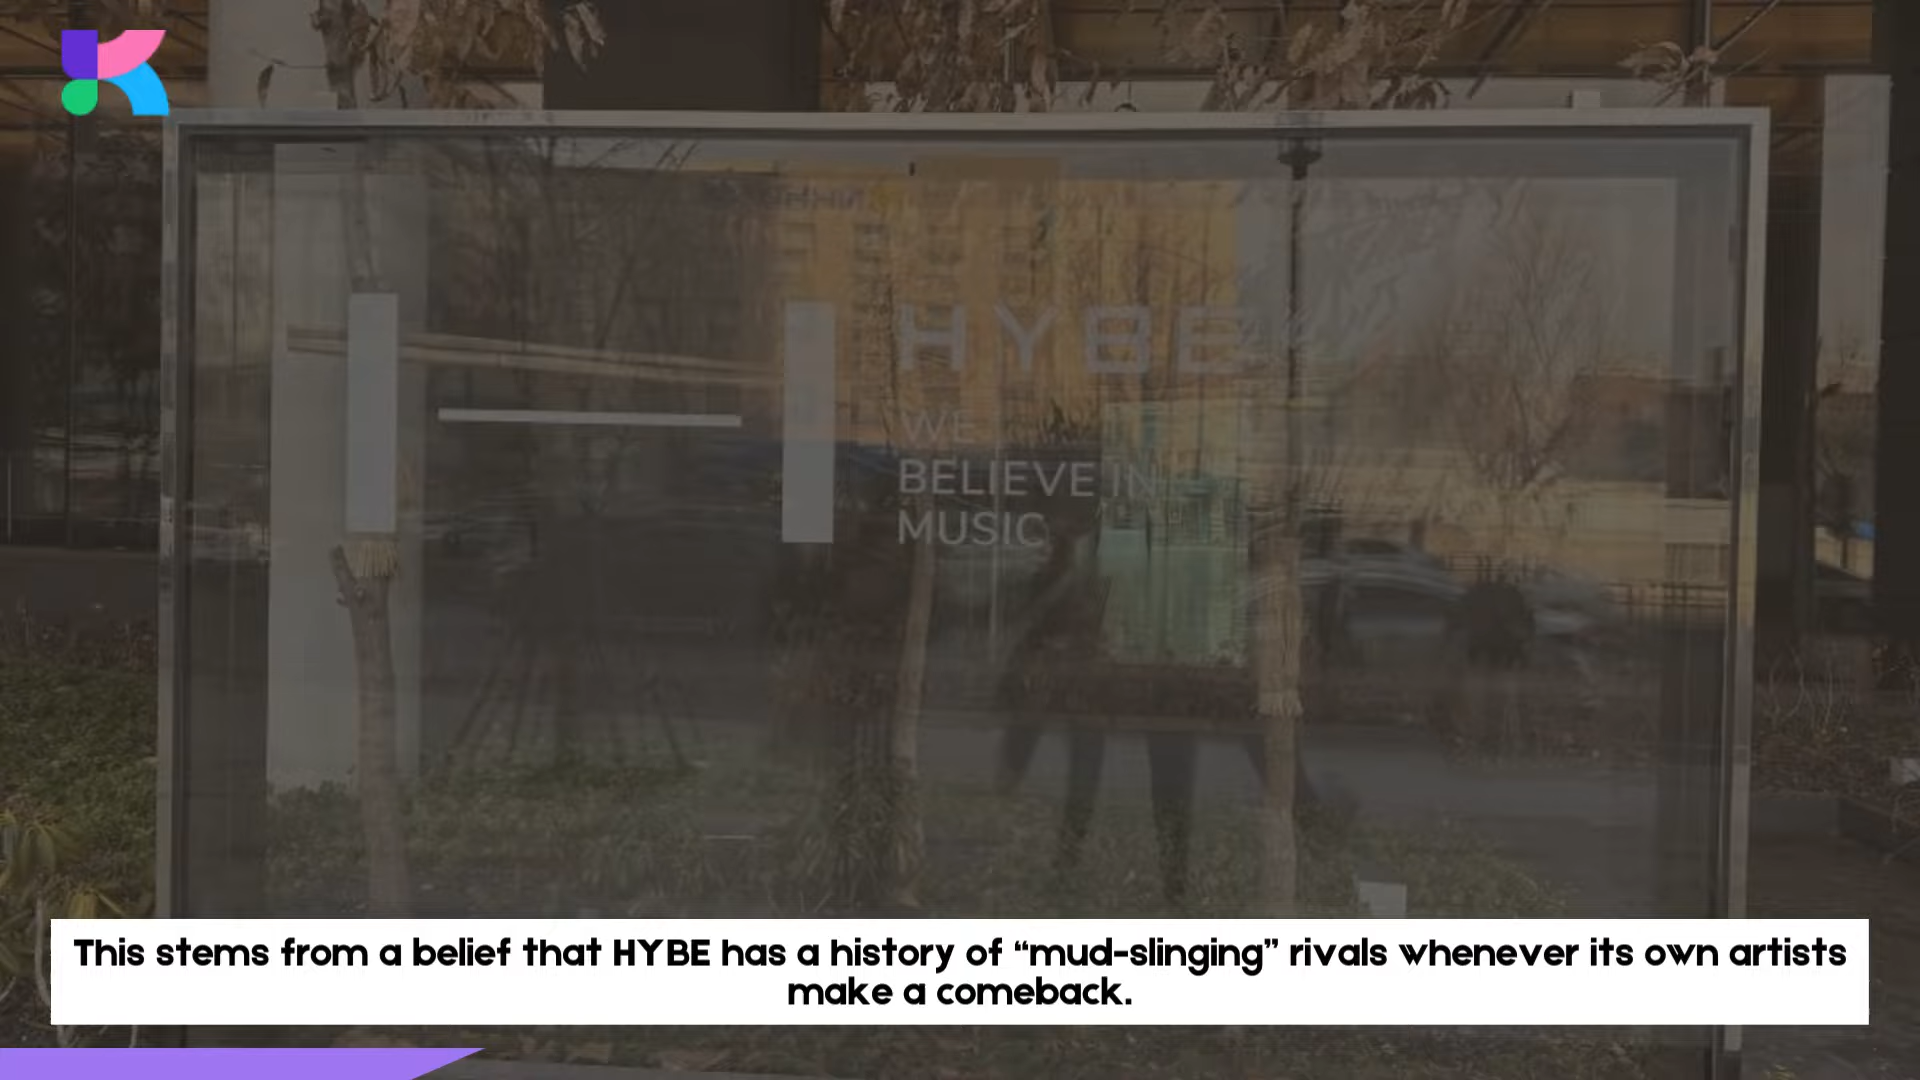 HYBE
WE
BELIEVE IN
MUSIC
This stems from a belief that HYBE has a history of “mud-slinging” rivals whenever its own artists
make a comeback.